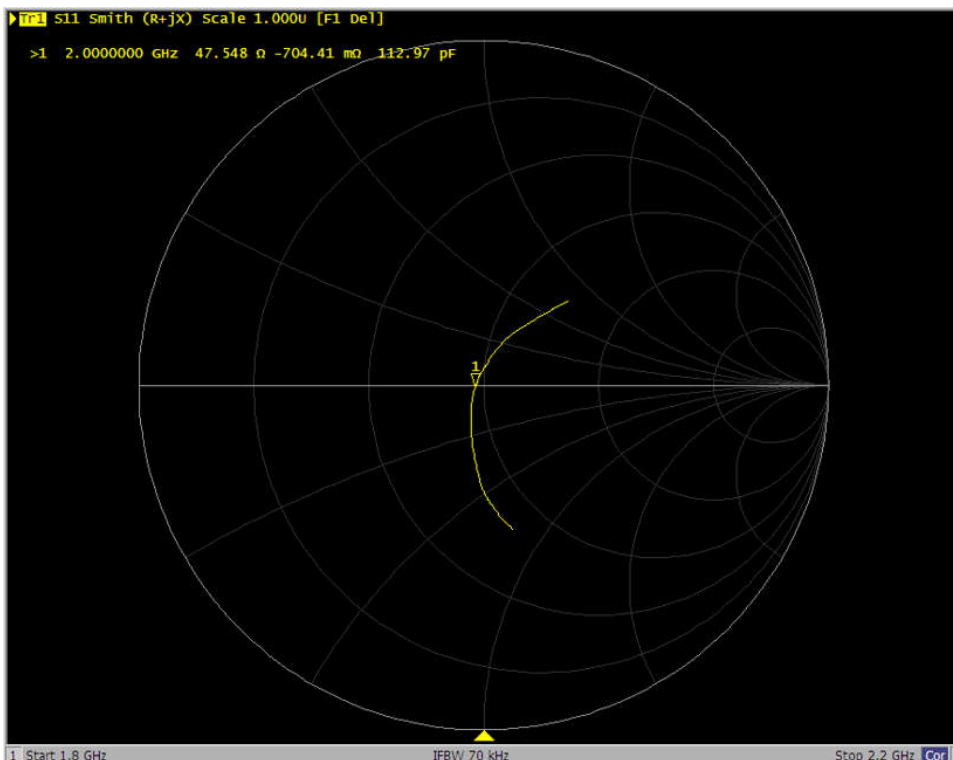 Tr1 S11 Smith (R+jX) Scale 1.000U [F1 Del]
>1 2.0000000 GHz 47.548 Ω -704.41 mΩ 112.97 pF
1
1 Start 1.8 GHz IFBW 70 kHz Stop 2.2 GHz Cor